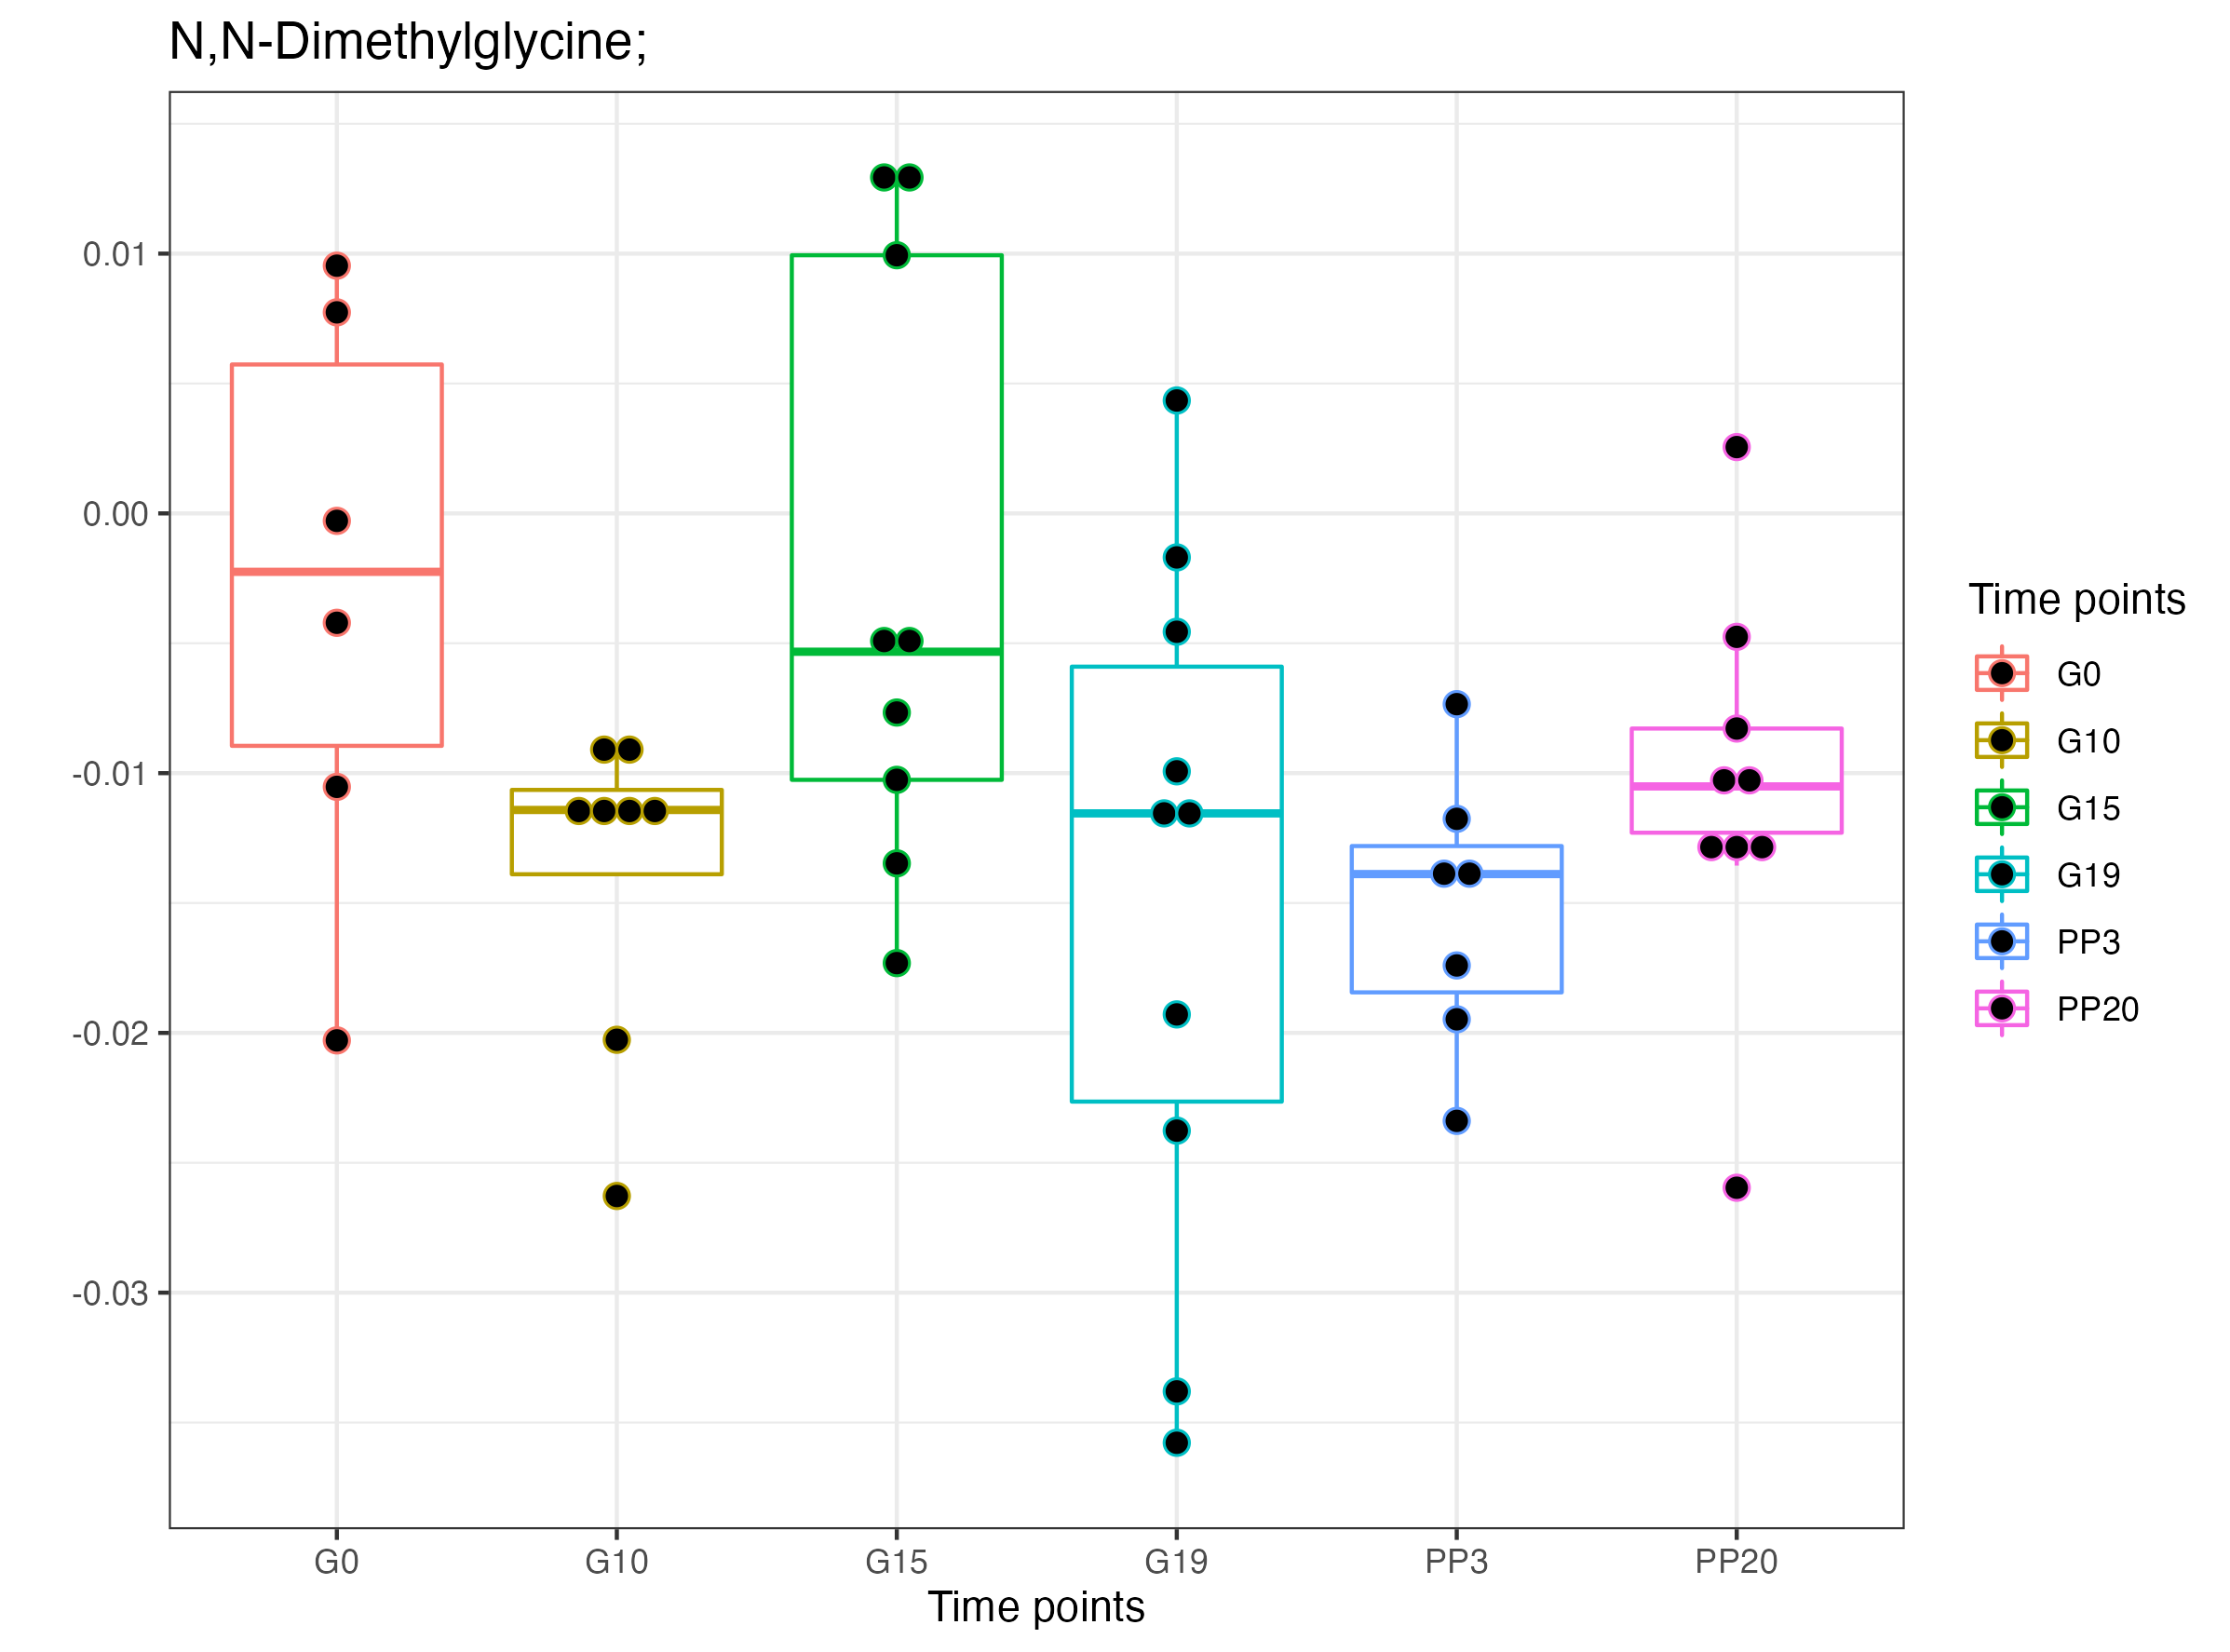 N,N-Dimethylglycine;
0.01
0.00
-0.01
-0.02
-0.03
G0 G10 G15 G19 PP3 PP20
Time points
Time points
G0
G10
G15
G19
PP3
PP20